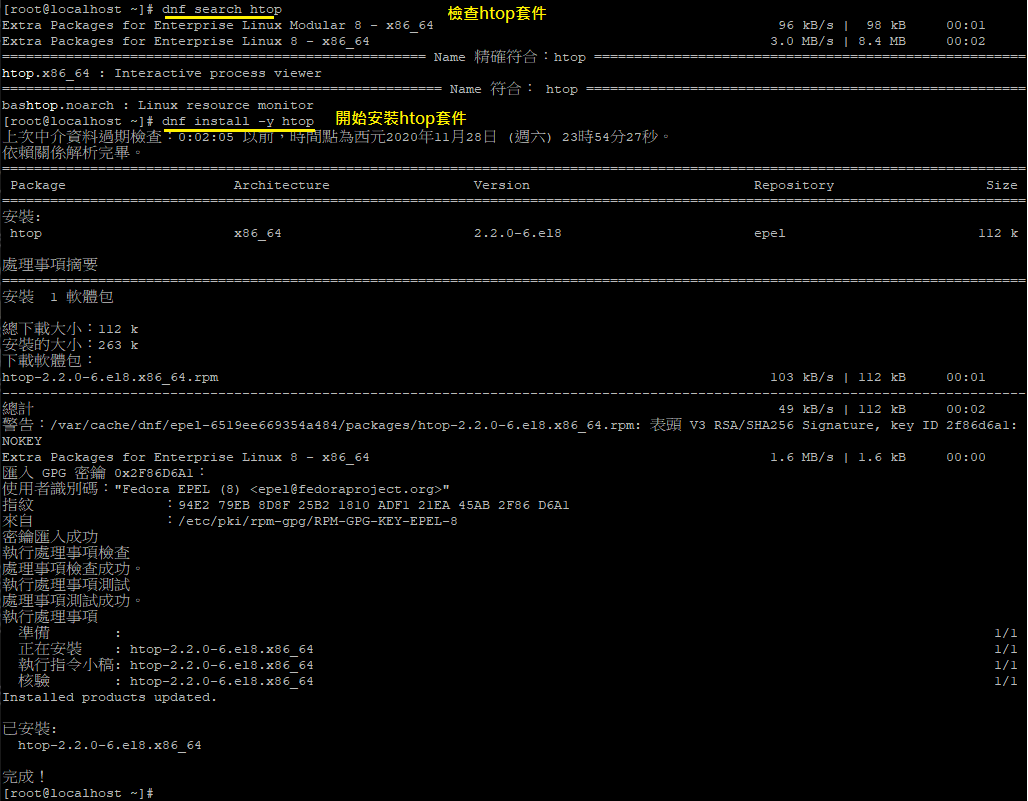 [root@localhost ~]# dnf search htop 檢查htop套件
Extra Packages for Enterprise Linux Modular 8 - x86_64 96 kB/s | 98 kB 00:01
Extra Packages for Enterprise Linux 8 - x86_64 3.0 MB/s | 8.4 MB 00:02
===================================================== Name 精確符合：htop ======================================================
htop.x86_64 : Interactive process viewer
======================================================= Name 符合： htop =======================================================
bashtop.noarch : Linux resource monitor
[root@localhost ~]# dnf install -y htop 開始安裝htop套件
上次中介資料過期檢查：0:02:05 以前，時間點為西元2020年11月28日 (週六) 23時54分27秒。
依賴關係解析完畢。
================================================================================================================================
Package Architecture Version Repository Size
================================================================================================================================
安裝:
htop x86_64 2.2.0-6.el8 epel 112 k
處理事項摘要
================================================================================================================================
安裝 1 軟體包
總下載大小：112 k
安裝的大小：263 k
下載軟體包：
htop-2.2.0-6.el8.x86_64.rpm 103 kB/s | 112 kB 00:01
--------------------------------------------------------------------------------------------------------------------------------
總計 49 kB/s | 112 kB 00:02
警告：/var/cache/dnf/epel-6519ee669354a484/packages/htop-2.2.0-6.el8.x86_64.rpm: 表頭 V3 RSA/SHA256 Signature, key ID 2f86d6a1:
NOKEY
Extra Packages for Enterprise Linux 8 - x86_64 1.6 MB/s | 1.6 kB 00:00
匯入 GPG 密鑰 0x2F86D6A1：
使用者識別碼："Fedora EPEL (8) <epel@fedoraproject.org>"
指紋 ：94E2 79EB 8D8F 25B2 1810 ADF1 21EA 45AB 2F86 D6A1
來自 ：/etc/pki/rpm-gpg/RPM-GPG-KEY-EPEL-8
密鑰匯入成功
執行處理事項檢查
處理事項檢查成功。
執行處理事項測試
處理事項測試成功。
執行處理事項
準備 : 1/1
正在安裝 : htop-2.2.0-6.el8.x86_64 1/1
執行指令小稿: htop-2.2.0-6.el8.x86_64 1/1
核驗 : htop-2.2.0-6.el8.x86_64 1/1
Installed products updated.
已安裝:
htop-2.2.0-6.el8.x86_64
完成！
[root@localhost ~]#